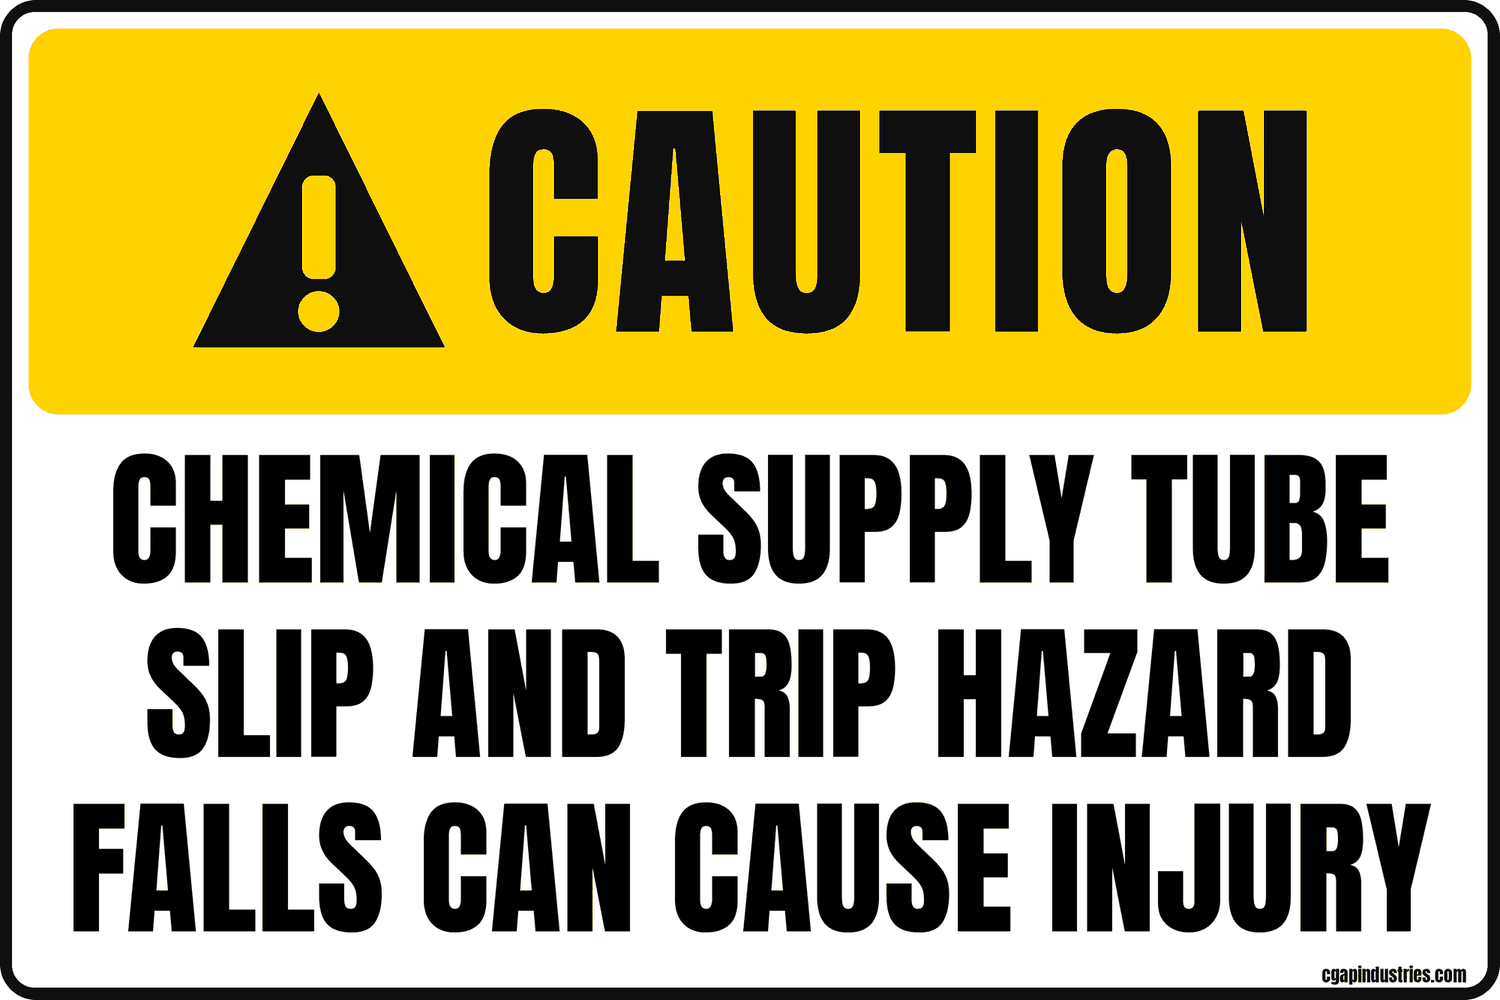 CAUTION
CHEMICAL SUPPLY TUBE
SLIP AND TRIP HAZARD
FALLS CAN CAUSE INJURY
cgapindustries.com